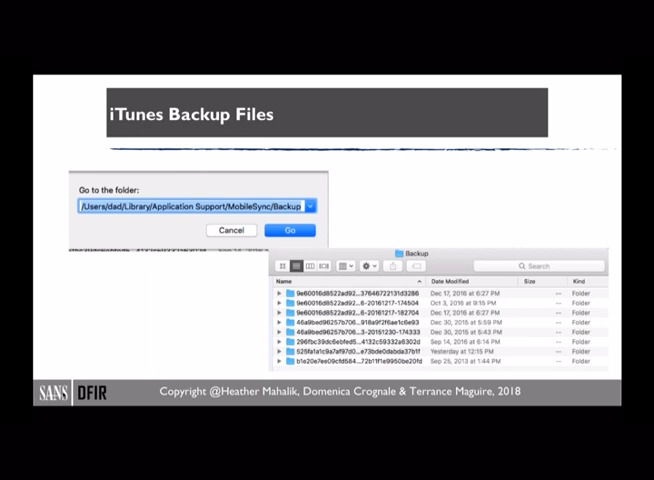 iTunes Backup Files
Go to the folder:
/Users/dad/Library/Application Support/MobileSync/Backup
Cancel
Go
Backup
Search
Name
Date Modified
Size
Kind
9e60016d8522ad92...37646722131d3286 Dec 17, 2016 at 6:27 PM -- Folder
9e60016d8522ad92...6-20161217-174504 Oct 3, 2016 at 9:15 PM -- Folder
9e60016d8522ad92...6-20161217-182704 Dec 17, 2016 at 6:27 PM -- Folder
46a9bed96257b706...918a9f2f6ae1c6e93 Dec 30, 2015 at 5:59 PM -- Folder
46a9bed96257b706...3-20151230-174333 Dec 30, 2015 at 5:43 PM -- Folder
296fbc39dc6ebfed5...4132c59332a6302d Sep 14, 2016 at 6:14 PM -- Folder
525fa1a1c9a7af97d0...e73bde0dabda37b1f Yesterday at 12:15 PM -- Folder
b1e20e7ee09cfd584...72b11f1e9950be20fd Sep 25, 2013 at 1:44 PM -- Folder
SANS DFIR
Copyright @Heather Mahalik, Domenica Crognale & Terrance Maguire, 2018